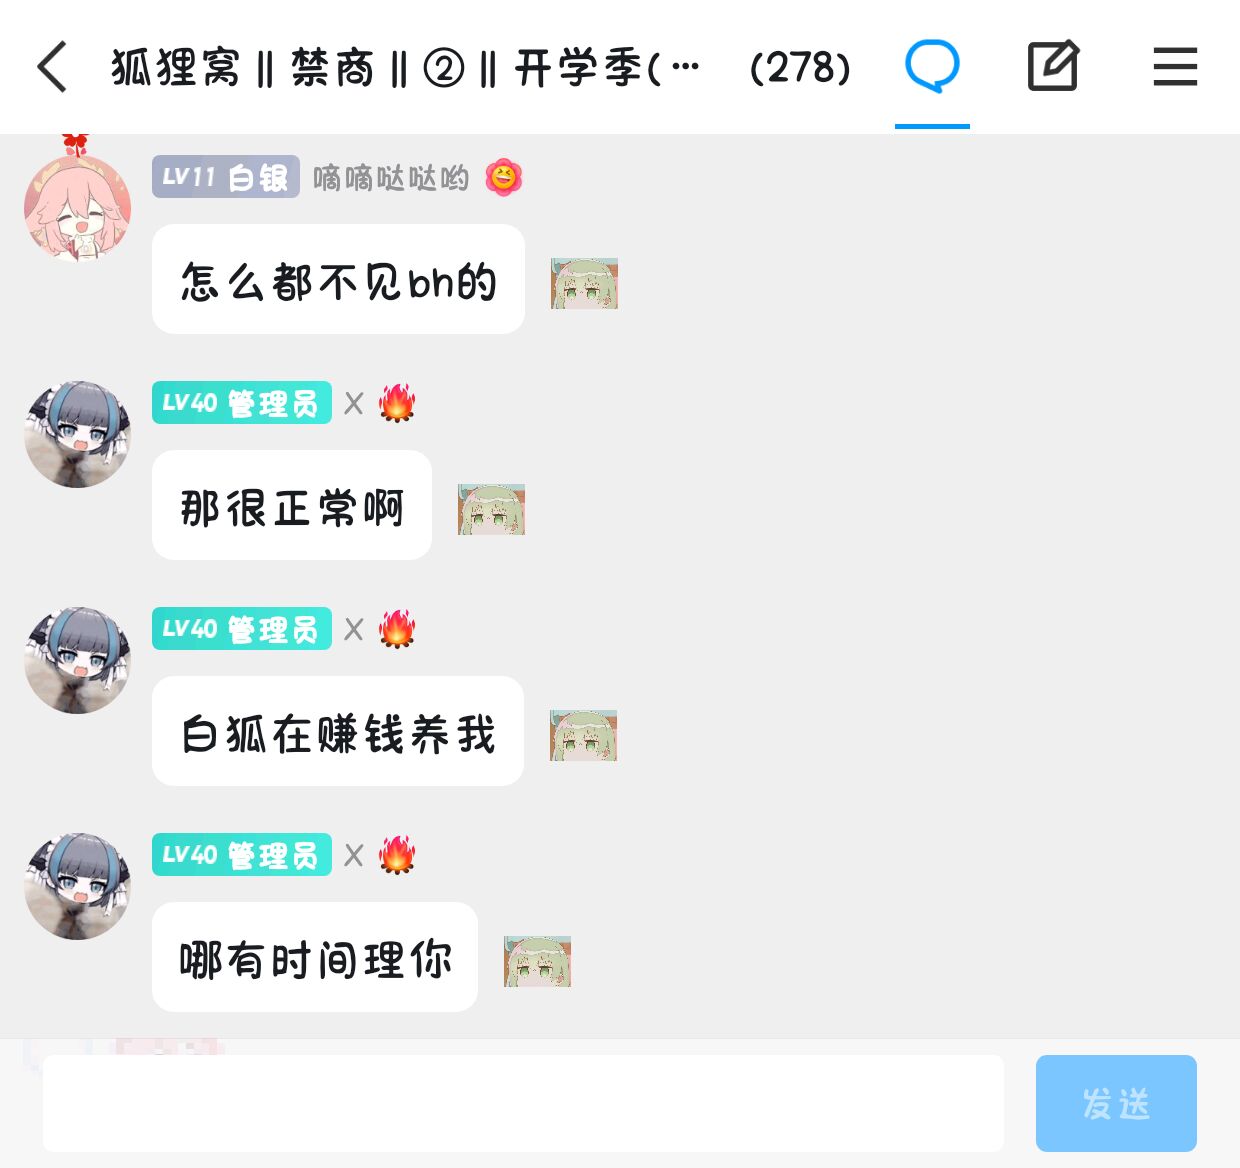 狐狸窝||禁商||②||开学季(… (278)
LV11 白银 嘀嘀哒哒哟
怎么都不见bh的
LV40 管理员 X
那很正常啊
LV40 管理员 X
白狐在赚钱养我
LV40 管理员 X
哪有时间理你
发送